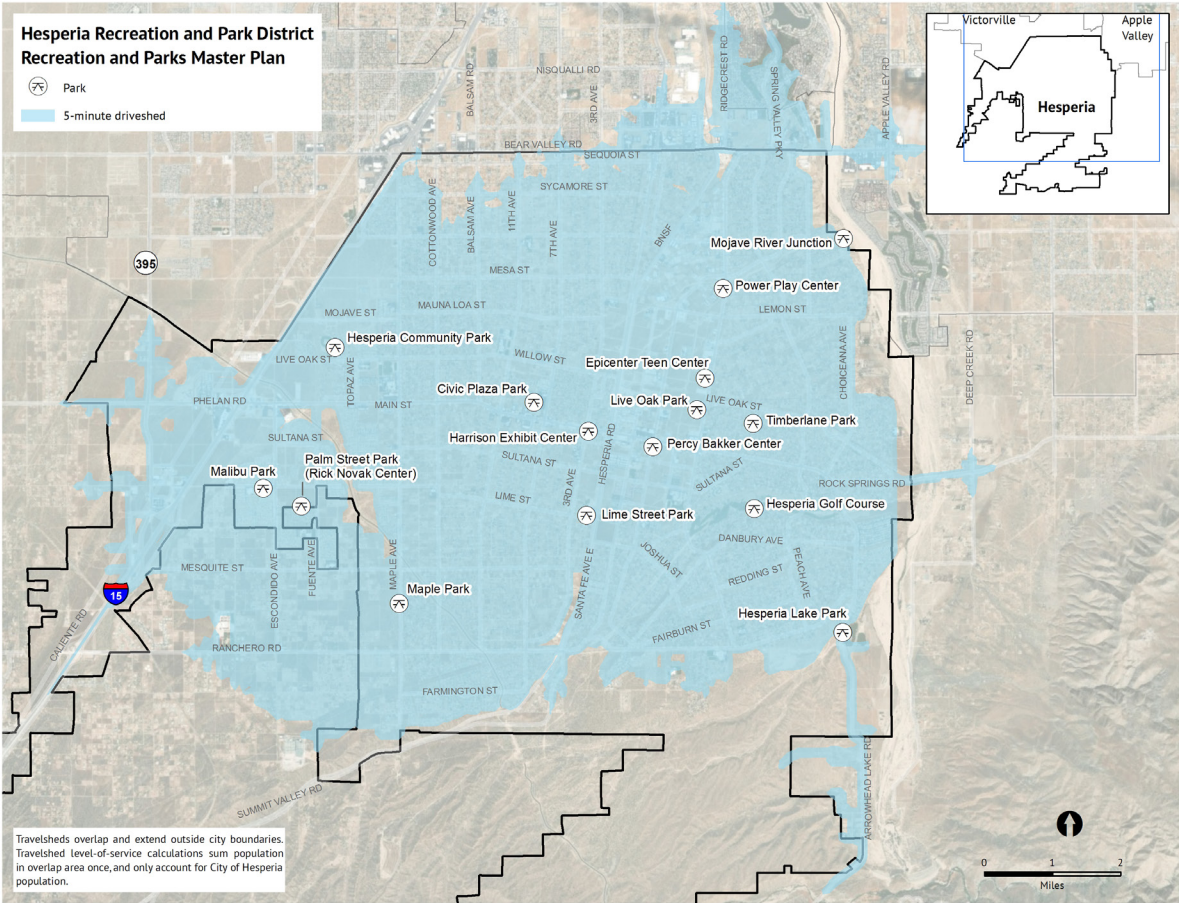 Hesperia Recreation and Park District
Recreation and Parks Master Plan
Park
5-minute driveshed
Victorville
Apple
Valley
Hesperia
BALSAM RD
NISQUALLI RD
3RD AVE
RIDGECREST RD
SPRING VALLEY PKY
APPLE VALLEY RD
BEAR VALLEY RD
SEQUOIA ST
SYCAMORE ST
COTTONWOOD AVE
BALSAM AVE
11TH AVE
7TH AVE
BNSF
Mojave River Junction
395
MESA ST
Power Play Center
MAUNA LOA ST
MOJAVE ST
LEMON ST
Hesperia Community Park
LIVE OAK ST
WILLOW ST
Epicenter Teen Center
CHOICEANA AVE
DEEP CREEK RD
TOPAZ AVE
Civic Plaza Park
PHELAN RD
MAIN ST
Live Oak Park
LIVE OAK ST
Timberlane Park
SULTANA ST
Harrison Exhibit Center
HESPERIA RD
Percy Bakker Center
Palm Street Park
(Rick Novak Center)
Malibu Park
SULTANA ST
3RD AVE
SULTANA ST
ROCK SPRINGS RD
LIME ST
Lime Street Park
Hesperia Golf Course
DANBURY AVE
MESQUITE ST
ESCONDIDO AVE
FUENTE AVE
MAPLE AVE
SANTA FE AVE E
JOSHUA ST
REDDING ST
PEACH AVE
15
Maple Park
Hesperia Lake Park
CALIENTE RD
RANCHERO RD
FAIRBURN ST
FARMINGTON ST
ARROWHEAD LAKE RD
SUMMIT VALLEY RD
Travelsheds overlap and extend outside city boundaries.
Travelshed level-of-service calculations sum population
in overlap area once, and only account for City of Hesperia
population.
0 1 2
Miles